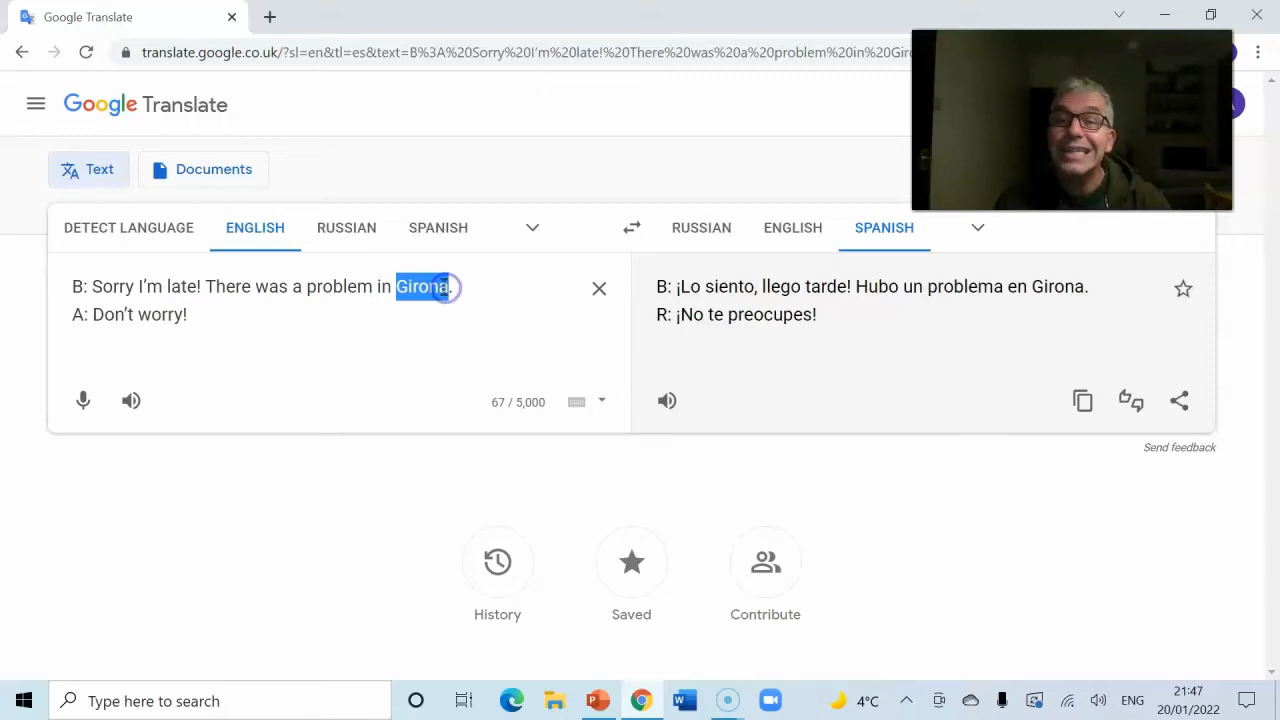 Google Translate
translate.google.co.uk/?sl=en&tl=es&text=B%3A%20Sorry%20I'm%20late!%20There%20was%20a%20problem%20in%20Giro
Google Translate
Text
Documents
DETECT LANGUAGE ENGLISH RUSSIAN SPANISH
RUSSIAN ENGLISH SPANISH
B: Sorry I'm late! There was a problem in Girona.
A: Don't worry!
67 / 5,000
B: ¡Lo siento, llego tarde! Hubo un problema en Girona.
R: ¡No te preocupes!
Send feedback
History
Saved
Contribute
Type here to search
4°C
ENG
21:47
20/01/2022